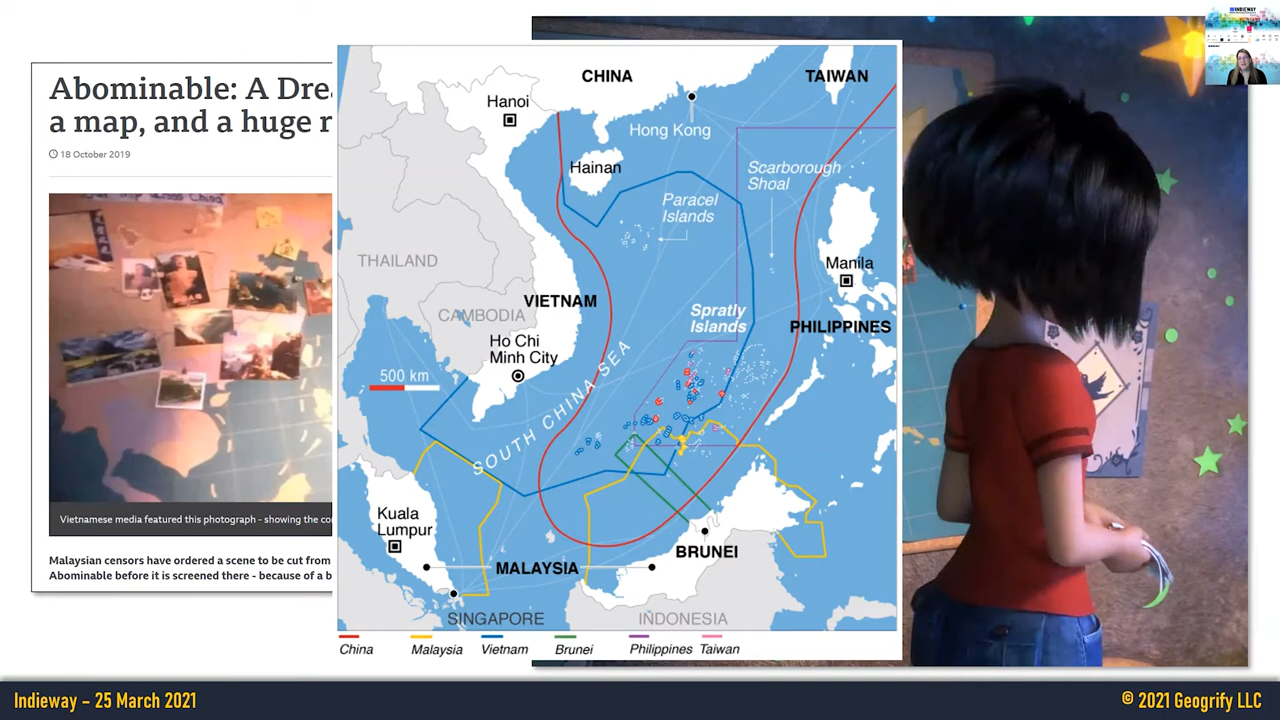 INDIEWAY
Abominable: A Dre
a map, and a huge r
18 October 2019
Vietnamese media featured this photograph - showing the co
Malaysian censors have ordered a scene to be cut from
Abominable before it is screened there - because of a b
CHINA
TAIWAN
Hanoi
Hong Kong
Hainan
Scarborough
Shoal
Paracel
Islands
THAILAND
Manila
VIETNAM
CAMBODIA
Spratly
Islands
PHILIPPINES
Ho Chi
Minh City
500 km
SOUTH CHINA SEA
Kuala
Lumpur
BRUNEI
MALAYSIA
SINGAPORE
INDONESIA
China
Malaysia
Vietnam
Brunei
Philippines
Taiwan
Indieway – 25 March 2021
© 2021 Geogrify LLC